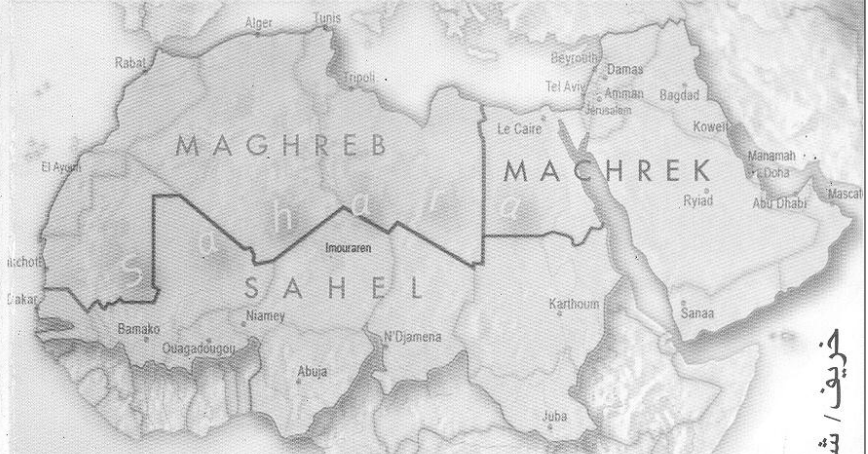 Alger
Tunis
Rabat
Tripoli
Beyrouth
Damas
Tel Aviv
Amman
Jérusalem
Bagdad
Le Caire
Koweit
MAGHREB
MACHREK
El Ayoun
Manamah
Doha
Ryiad
Abu Dhabi
Mascat
Sahara
Imouraren
SAHEL
Dakar
Karthoum
Sanaa
Bamako
Niamey
Ouagadougou
N'Djamena
Abuja
Juba
خريف /